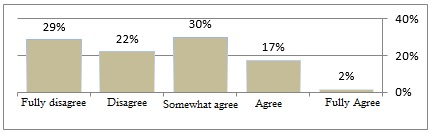 29%
22%
30%
17%
2%
40%
20%
0%
Fully disagree
Disagree
Somewhat agree
Agree
Fully Agree